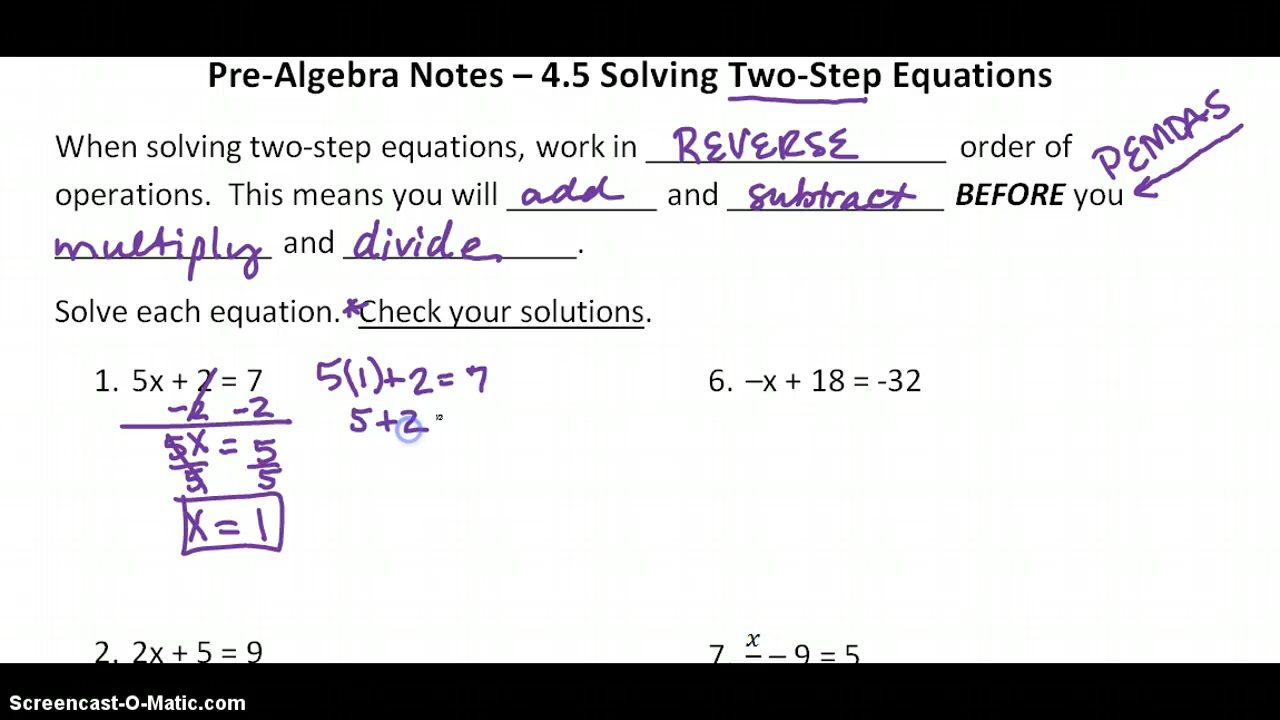 Pre-Algebra Notes – 4.5 Solving Two-Step Equations
When solving two-step equations, work in REVERSE order of PEMDAS
operations. This means you will add and subtract BEFORE you
multiply and divide.
Solve each equation. *Check your solutions.
1. 5x + 2 = 7
-2 -2
5x = 5
5 5
x = 1
5(1)+2 = 7
5+2
2. 2x + 5 = 9
6. –x + 18 = -32
7. x – 9 = 5
Screencast-O-Matic.com